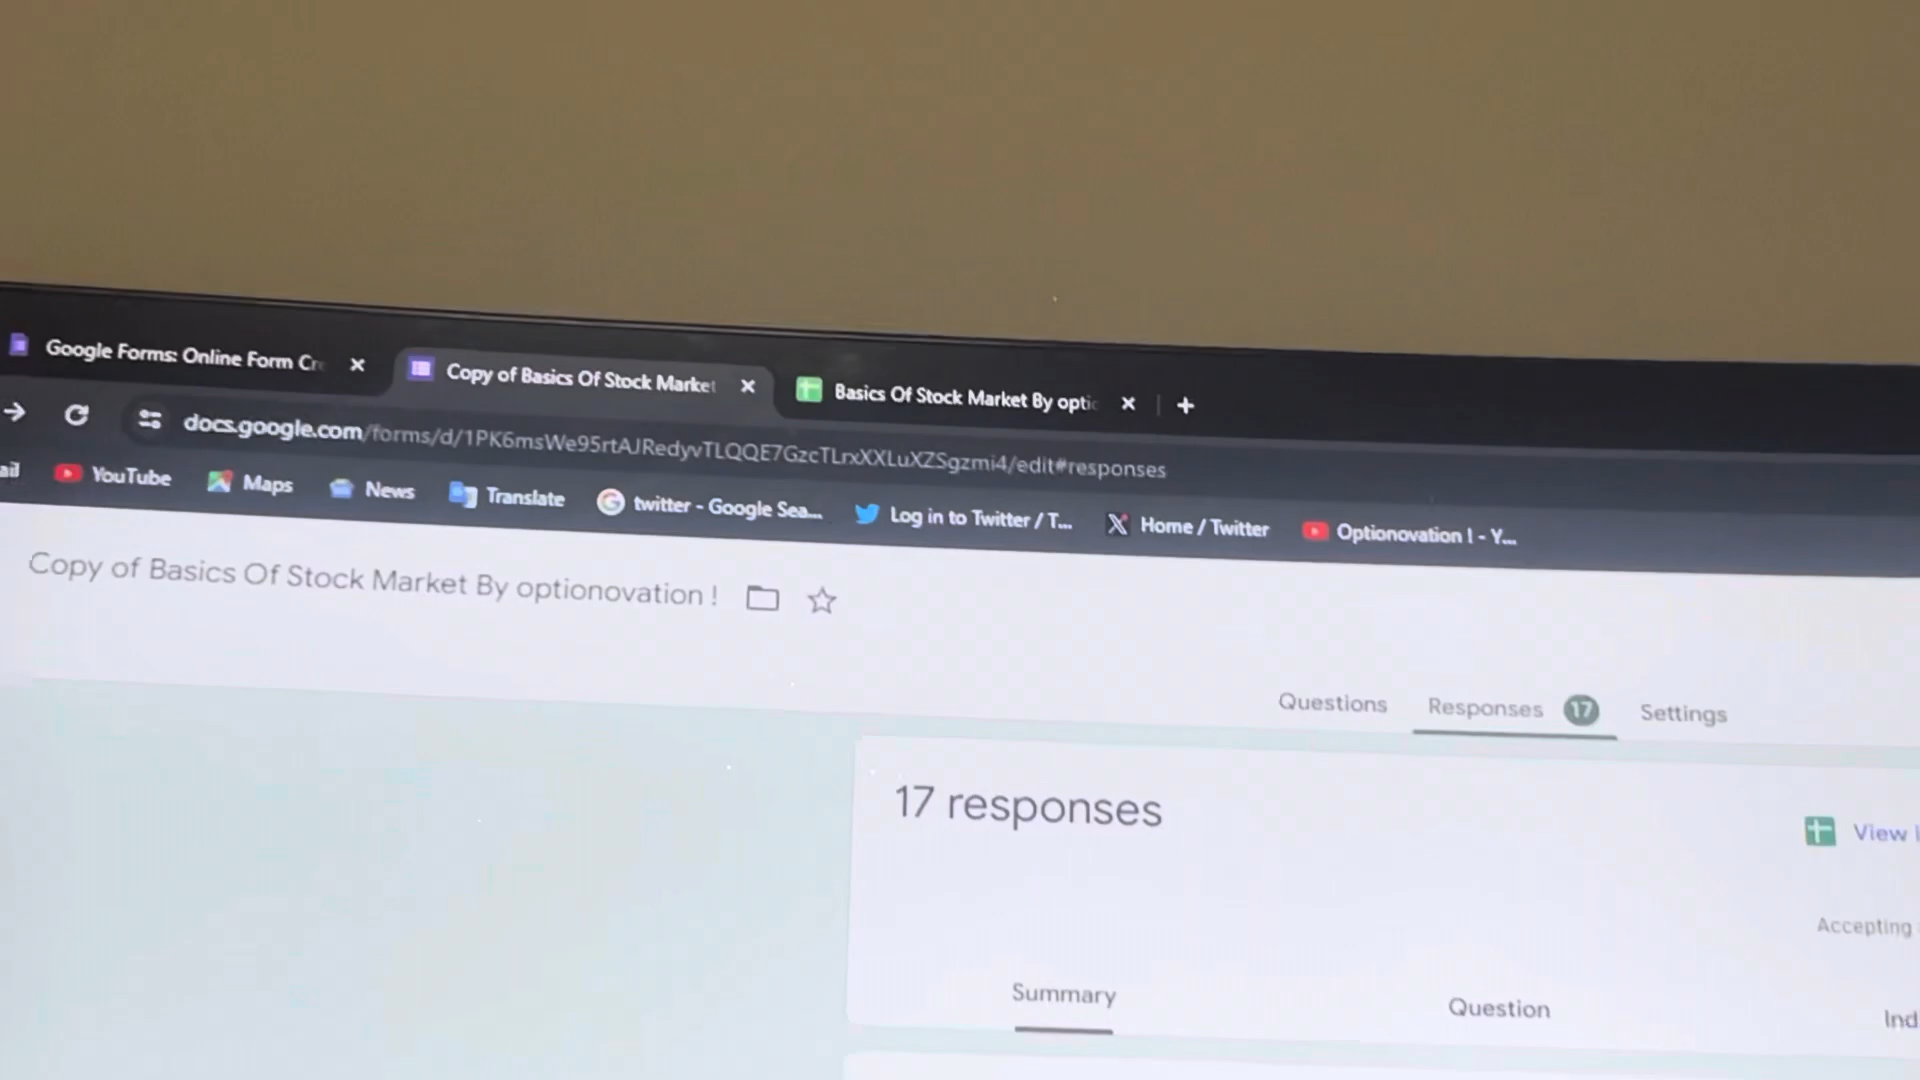 Google Forms: Online Form Cr
Copy of Basics Of Stock Market
Basics Of Stock Market By optic
docs.google.com/forms/d/1PK6msWe95rtAJRedyvTLQQE7GzcTLrxXXLuXZSgzmi4/edit#responses
ail
YouTube
Maps
News
Translate
twitter - Google Sea...
Log in to Twitter / T...
Home / Twitter
Optionovation ! - Y...
Copy of Basics Of Stock Market By optionovation !
Questions
Responses 17
Settings
17 responses
View
Accepting
Summary
Question
Ind